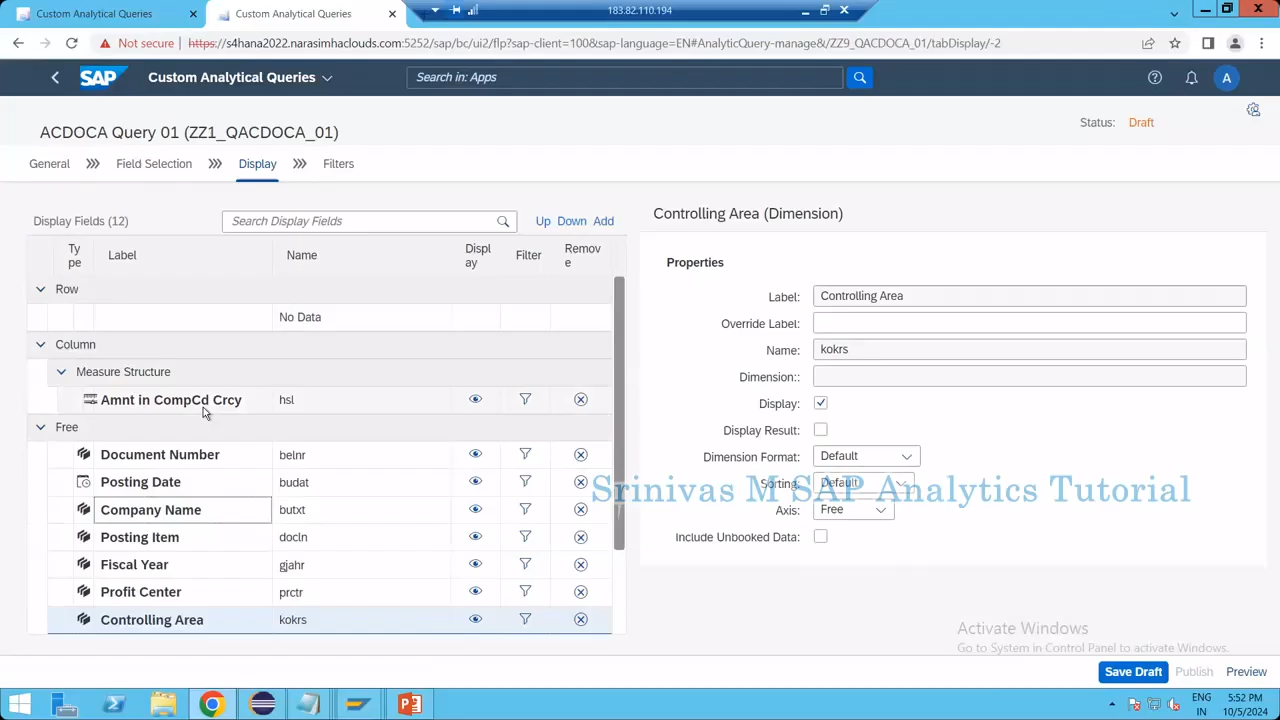 Custom Analytical Queries
Custom Analytical Queries
183.82.110.194
Not secure
https://s4hana2022.narasimhaclouds.com:5252/sap/bc/ui2/flp?sap-client=100&sap-language=EN#AnalyticQuery-manage&/ZZ9_QACDOCA_01/tabDisplay/-2
SAP
Custom Analytical Queries
Search in: Apps
A
ACDOCA Query 01 (ZZ1_QACDOCA_01)
Status: Draft
General
Field Selection
Display
Filters
Display Fields (12)
Search Display Fields
Up Down Add
Ty
pe
Label
Name
Displ
ay
Filter
Remov
e
Row
No Data
Column
Measure Structure
Amnt in CompCd Crcy hsl
Free
Document Number belnr
Posting Date budat
Company Name butxt
Posting Item docln
Fiscal Year gjahr
Profit Center prctr
Controlling Area kokrs
Controlling Area (Dimension)
Properties
Label: Controlling Area
Override Label:
Name: kokrs
Dimension::
Display:
Display Result:
Dimension Format: Default
Sorting: Default
Srinivas M SAP Analytics Tutorial
Axis: Free
Include Unbooked Data:
Activate Windows
Go to System in Control Panel to activate Windows.
Save Draft Publish Preview
ENG
IN
5:52 PM
10/5/2024